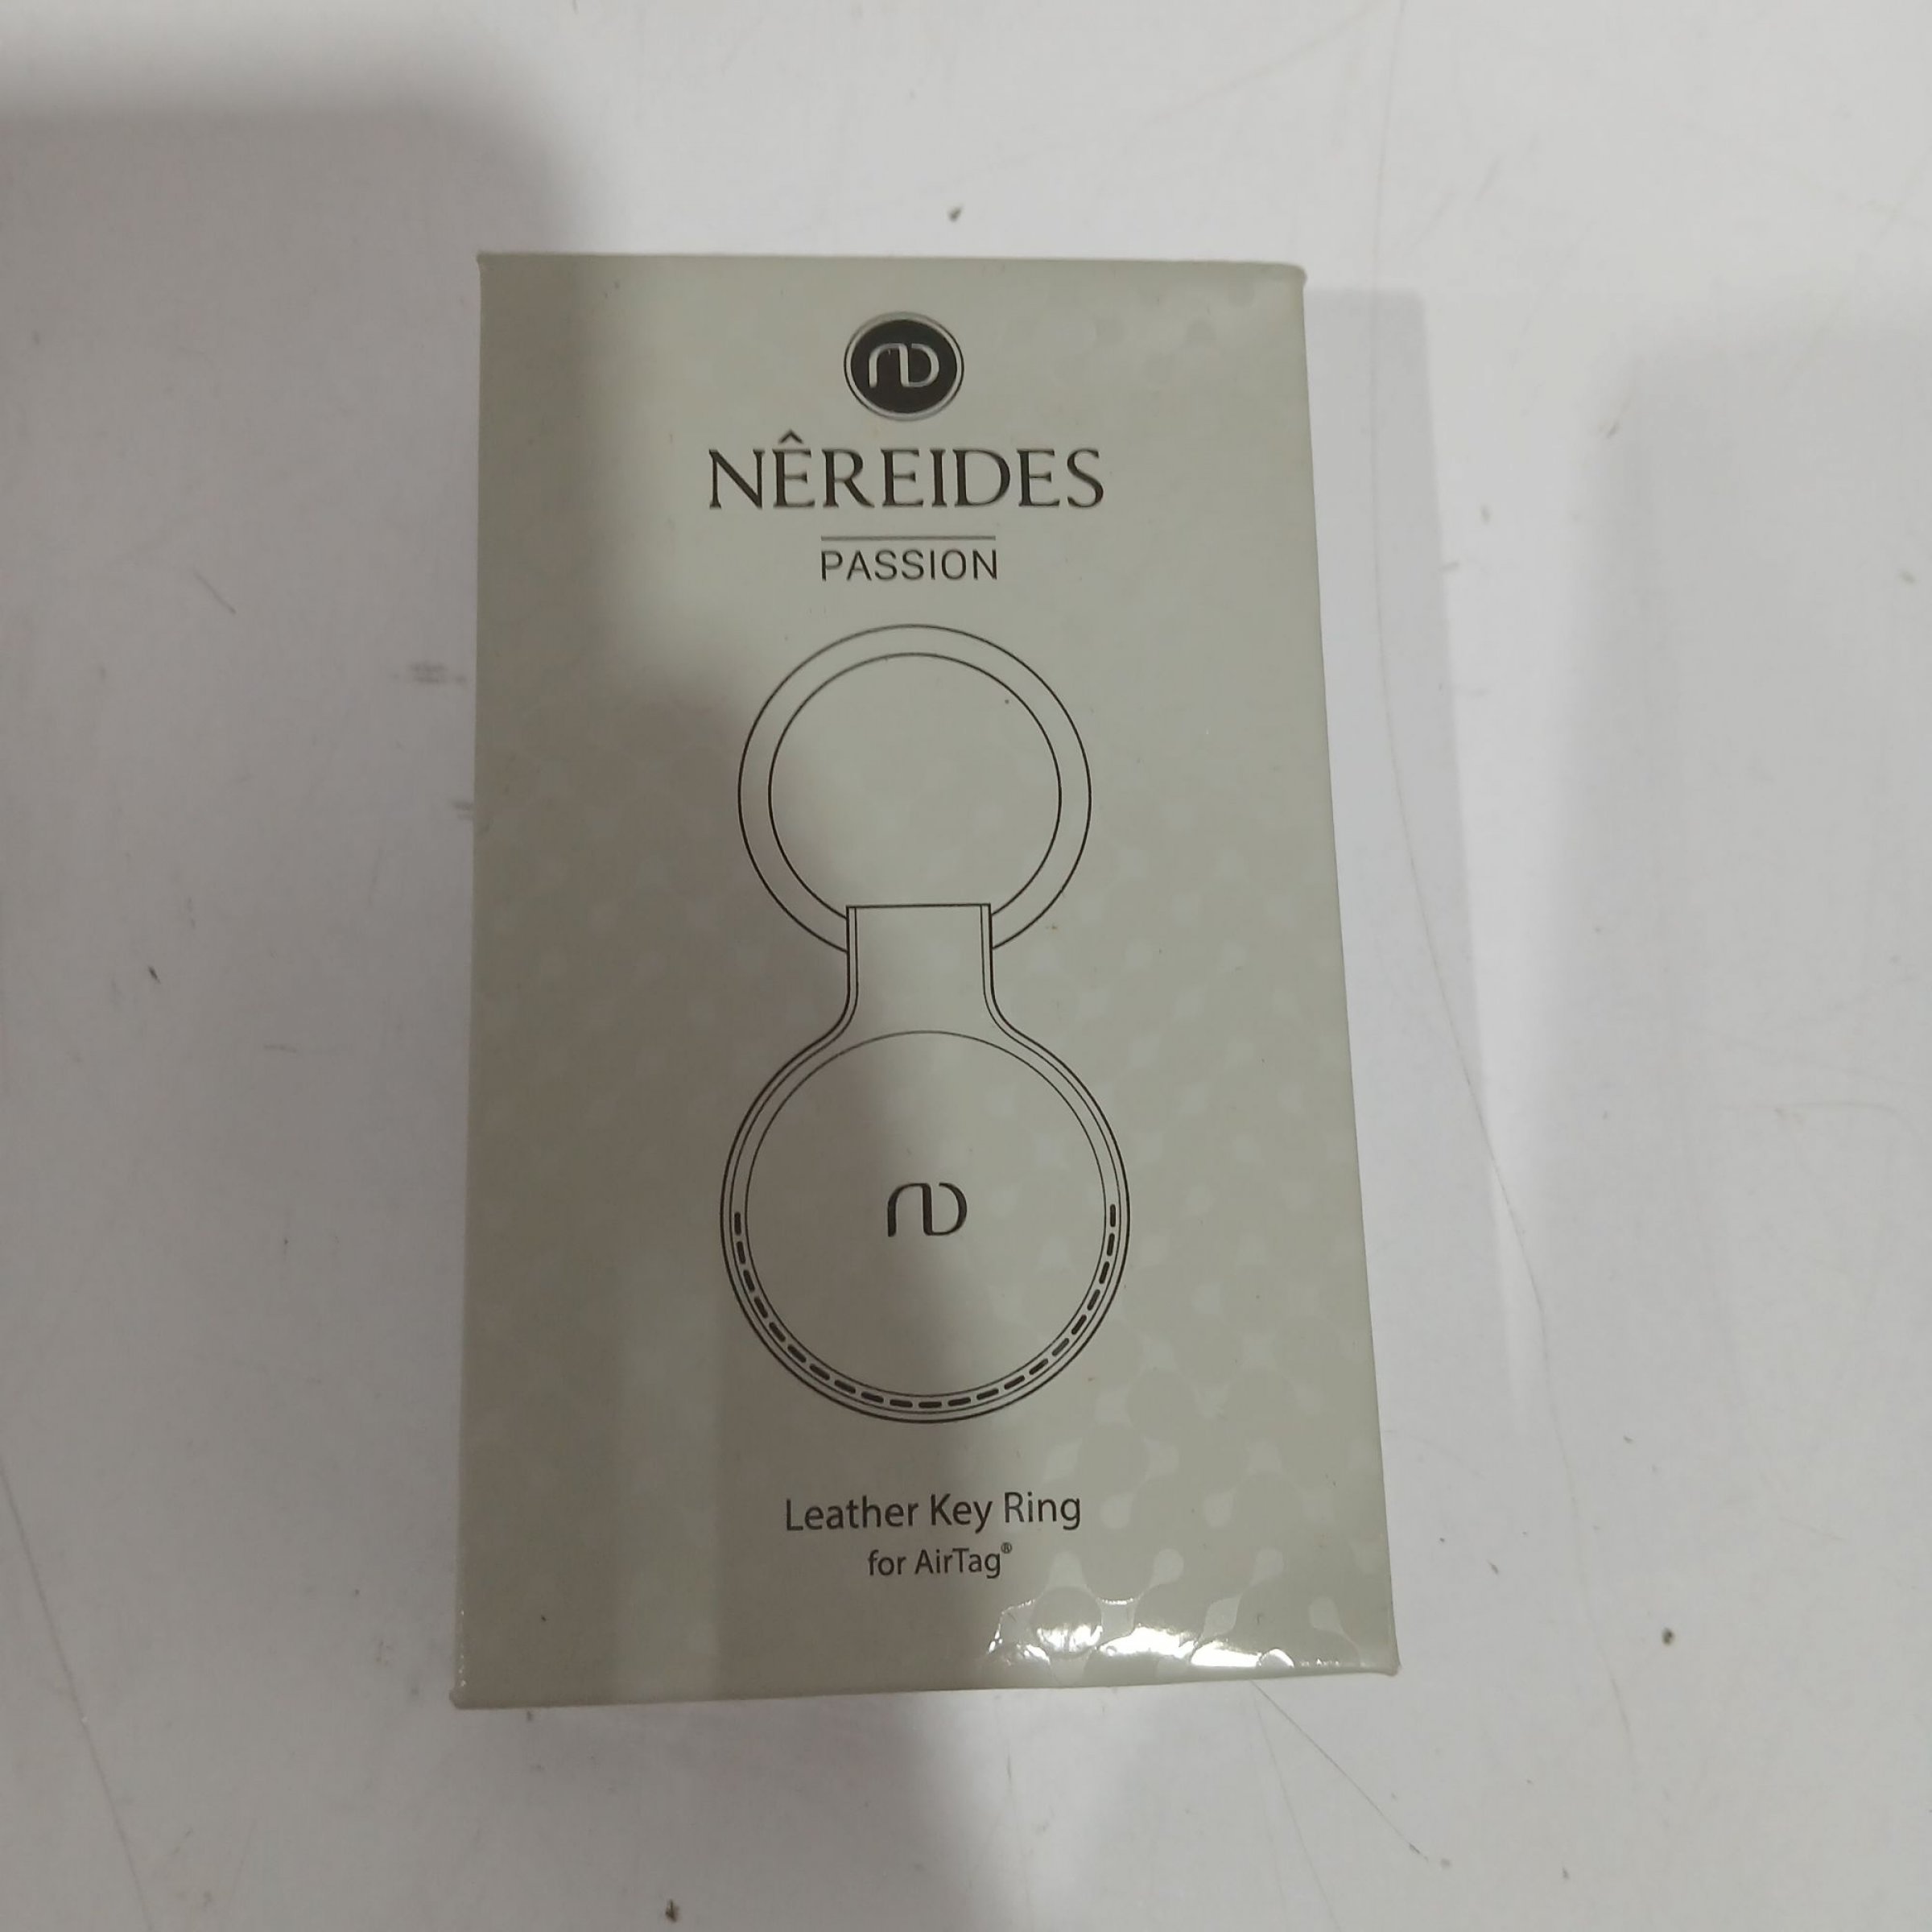 NÊREIDES
PASSION
Leather Key Ring
for AirTag®